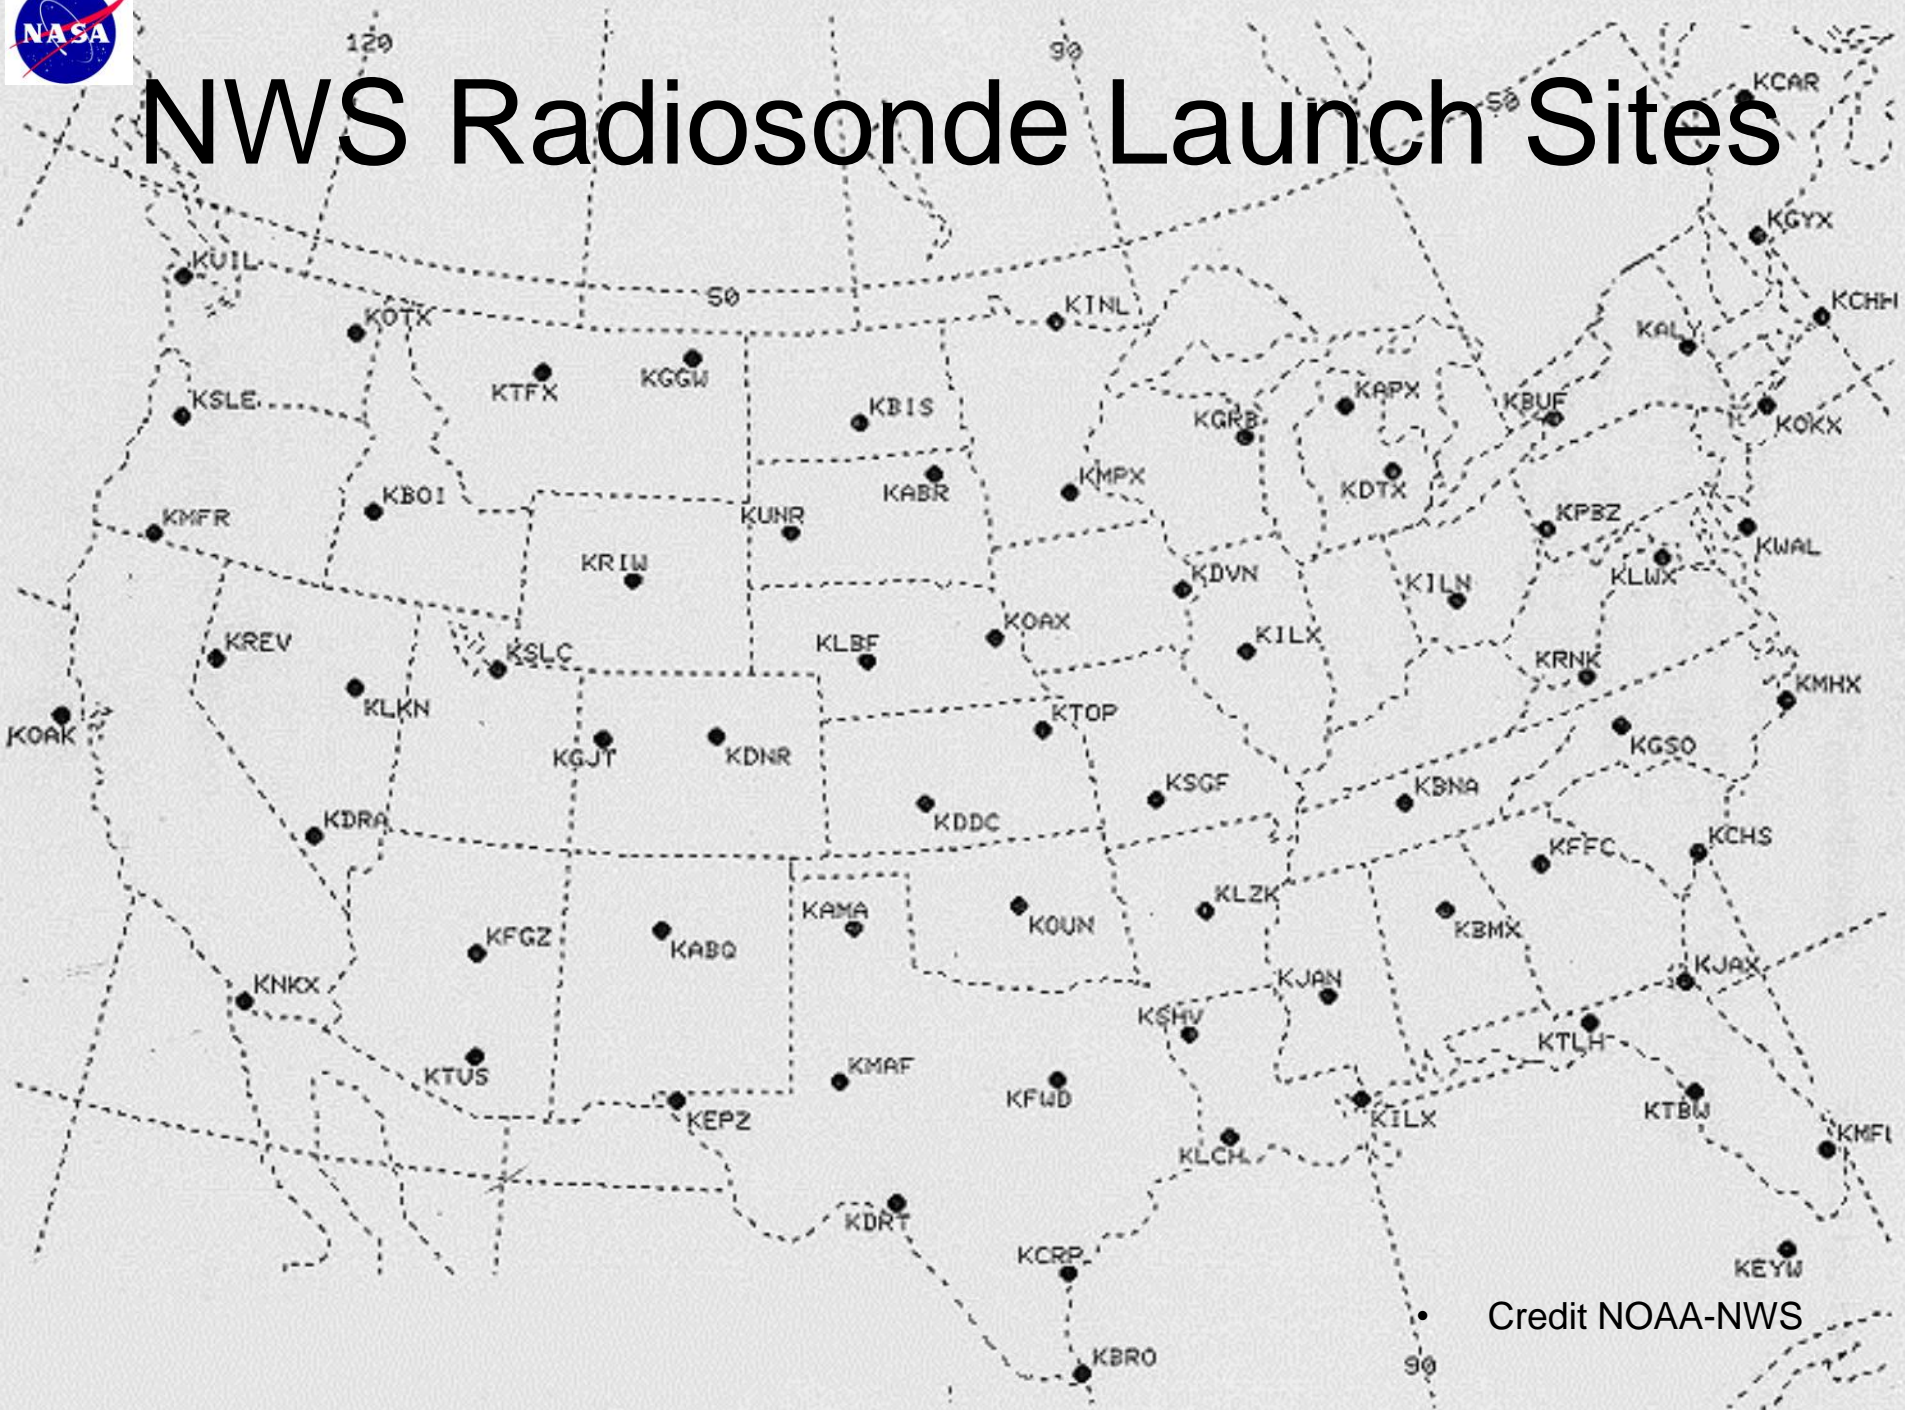 NASA
120
90
50
KCAR
NWS Radiosonde Launch Sites
KGYX
KUIL
50
KINL
KCHH
KOTX
KALY
KTFX
KGGW
KAPX
KSLE
KBIS
KGRB
KBUF
KOKX
KABR
KMPX
KDTX
KBOI
KMFR
KUNR
KPBZ
KWAL
KRIW
KDVN
KILN
KLWX
KREV
KSLC
KLBF
KOAX
KILX
KRNK
KMHX
KLKN
KOAK
KTOP
KGJT
KDNR
KGSO
KSGF
KBNA
KDRA
KDDC
KFFC
KCHS
KLZK
KAMA
KOUN
KBMX
KFGZ
KABQ
KNKX
KJAN
KJAX
KSHV
KTLH
KTUS
KMAF
KFWD
KEPZ
KILX
KTBW
KMFL
KLCH
KDRT
KCRP
KEYW
• Credit NOAA-NWS
KBRO
90